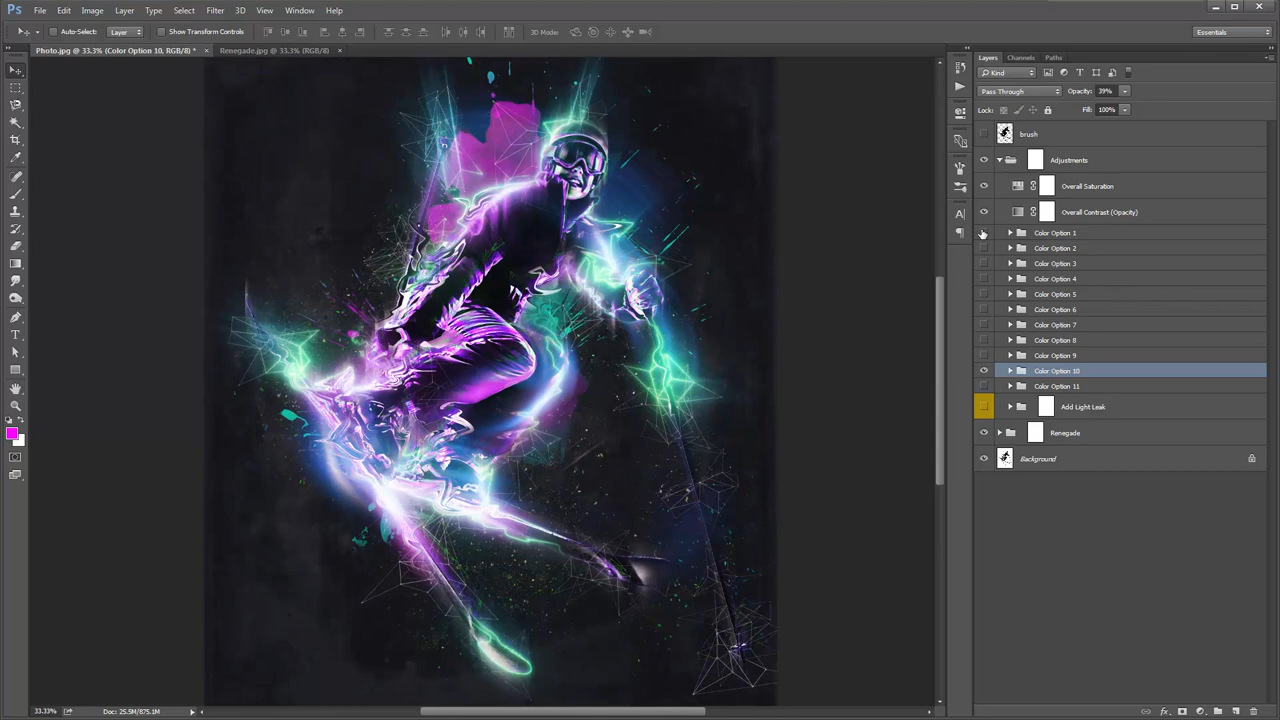 Ps File Edit Image Layer Type Select Filter 3D View Window Help
Auto-Select: Layer Show Transform Controls 3D Mode: Essentials
Photo.jpg @ 33.3% (Color Option 10, RGB/8) * × Renegade.jpg @ 33.3% (RGB/8) ×
Layers Channels Paths
Kind
Pass Through Opacity: 39%
Lock: Fill: 100%
brush
Adjustments
Overall Saturation
Overall Contrast (Opacity)
Color Option 1
Color Option 2
Color Option 3
Color Option 4
Color Option 5
Color Option 6
Color Option 7
Color Option 8
Color Option 9
Color Option 10
Color Option 11
Add Light Leak
Renegade
Background
33.33% Doc: 25.5M/875.1M